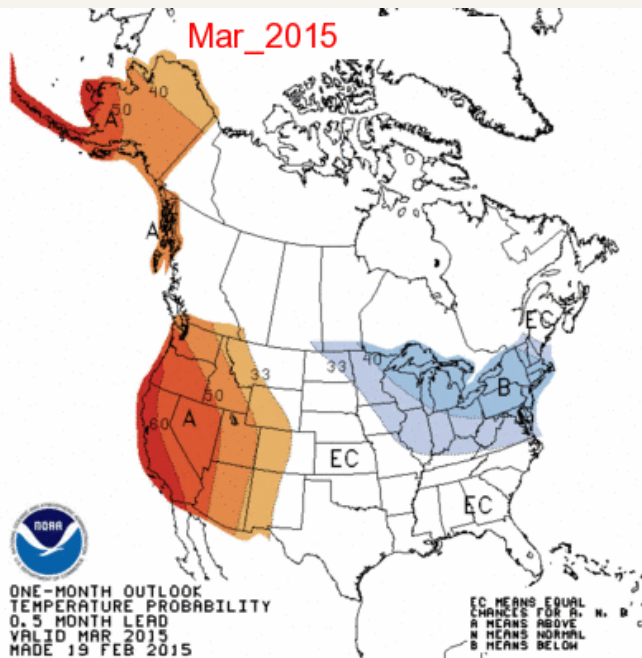 Mar_2015
40
50
A
A
EC
33
33
40
50
B
A
60
EC
EC
NOAA
ONE-MONTH OUTLOOK
TEMPERATURE PROBABILITY
0.5 MONTH LEAD
VALID MAR 2015
MADE 19 FEB 2015
EC MEANS EQUAL
CHANCES FOR A, N, B
A MEANS ABOVE
N MEANS NORMAL
B MEANS BELOW